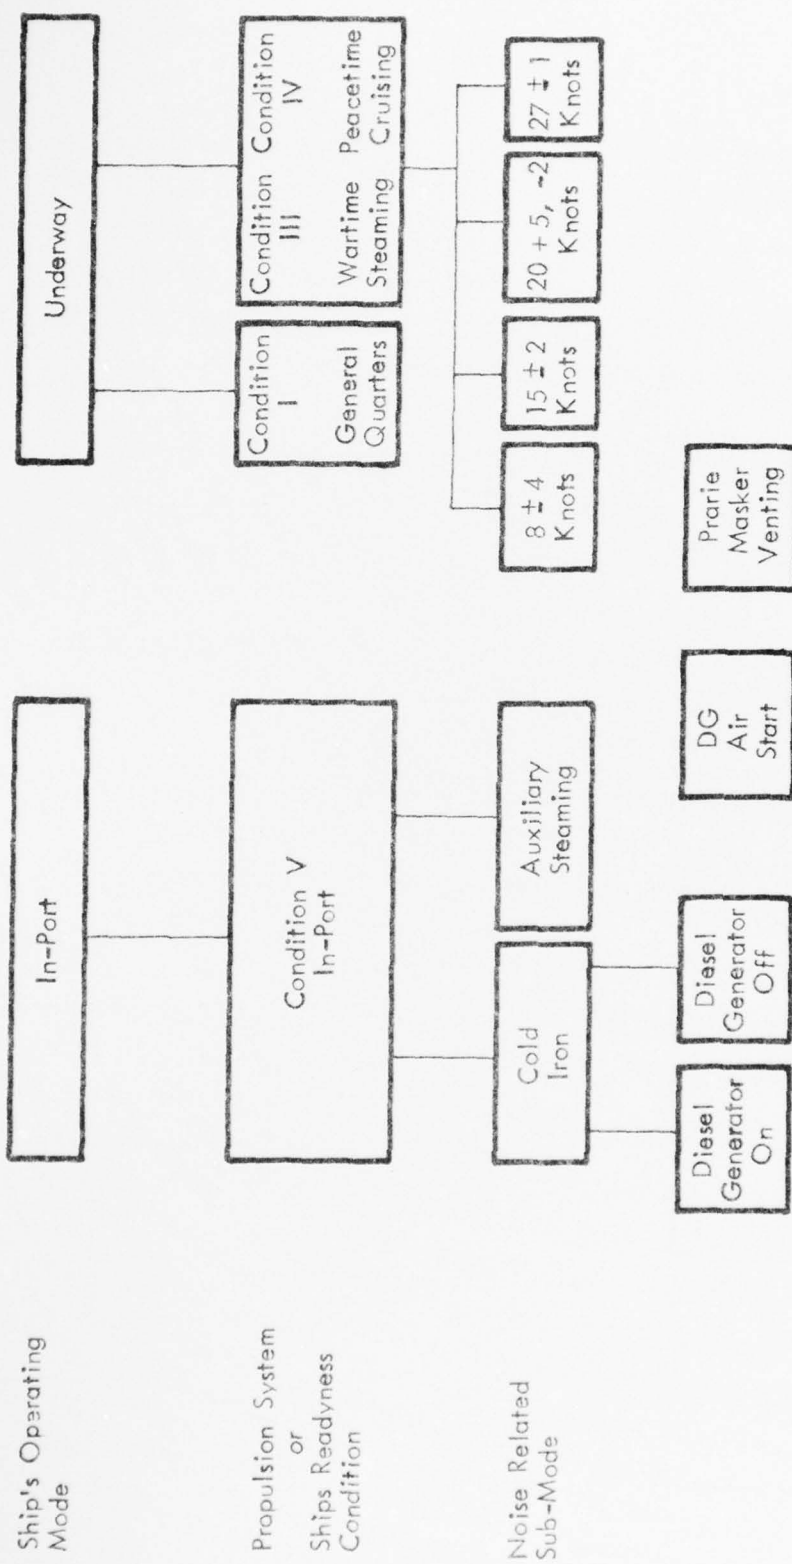 Ship's Operating
Mode
In-Port
Underway
Propulsion System
or
Ships Readyness
Condition
Condition V
In-Port
Condition
I
General
Quarters
Condition
III
Wartime
Steaming
Condition
IV
Peacetime
Cruising
Noise Related
Sub-Mode
Cold
Iron
Auxiliary
Steaming
8 ± 4
Knots
15 ± 2
Knots
20 + 5, -2
Knots
27 ± 1
Knots
Diesel
Generator
On
Diesel
Generator
Off
DG
Air
Start
Prarie
Masker
Venting